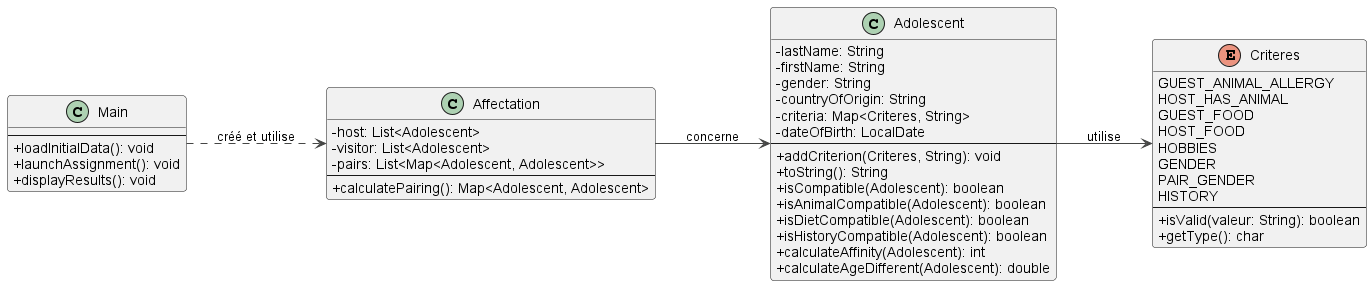 C Main
+loadInitialData(): void
+launchAssignment(): void
+displayResults(): void
créé et utilise
C Affectation
-host: List<Adolescent>
-visitor: List<Adolescent>
-pairs: List<Map<Adolescent, Adolescent>>
+calculatePairing(): Map<Adolescent, Adolescent>
concerne
C Adolescent
-lastName: String
-firstName: String
-gender: String
-countryOfOrigin: String
-criteria: Map<Criteres, String>
-dateOfBirth: LocalDate
+addCriterion(Criteres, String): void
+toString(): String
+isCompatible(Adolescent): boolean
+isAnimalCompatible(Adolescent): boolean
+isDietCompatible(Adolescent): boolean
+isHistoryCompatible(Adolescent): boolean
+calculateAffinity(Adolescent): int
+calculateAgeDifferent(Adolescent): double
utilise
E Criteres
GUEST_ANIMAL_ALLERGY
HOST_HAS_ANIMAL
GUEST_FOOD
HOST_FOOD
HOBBIES
GENDER
PAIR_GENDER
HISTORY
+isValid(valeur: String): boolean
+getType(): char